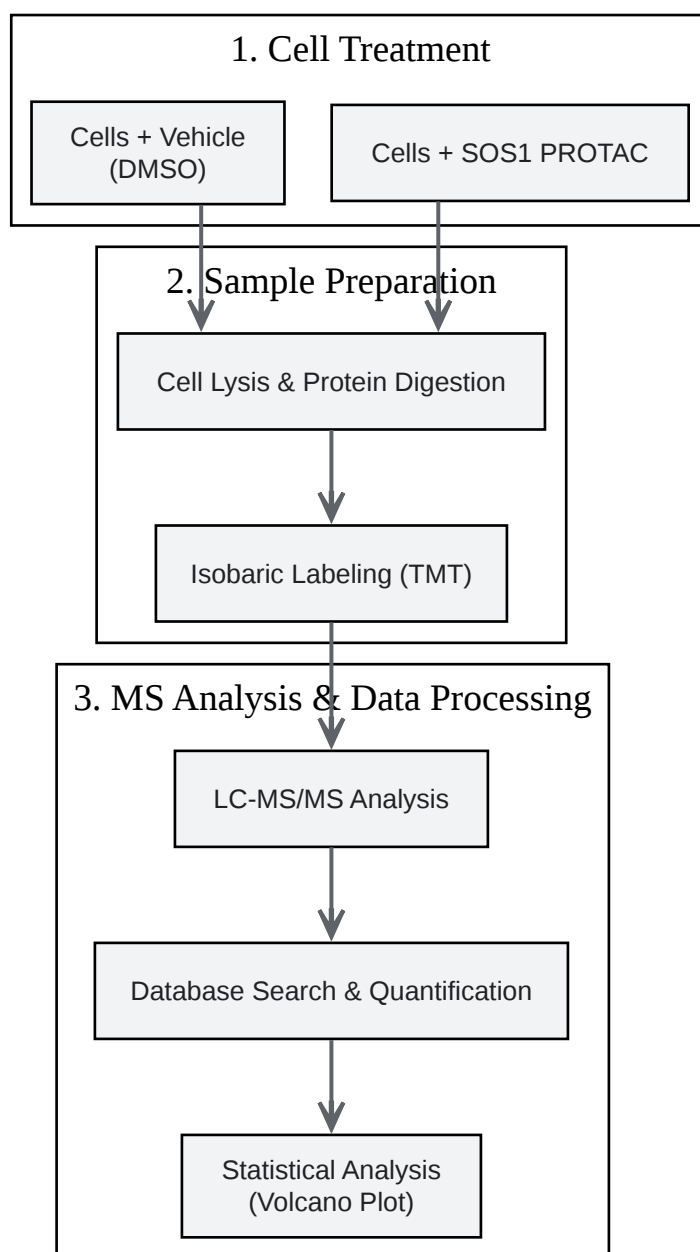 1. Cell Treatment
Cells + Vehicle
(DMSO)
Cells + SOS1 PROTAC
2. Sample Preparation
Cell Lysis & Protein Digestion
Isobaric Labeling (TMT)
3. MS Analysis & Data Processing
LC-MS/MS Analysis
Database Search & Quantification
Statistical Analysis
(Volcano Plot)